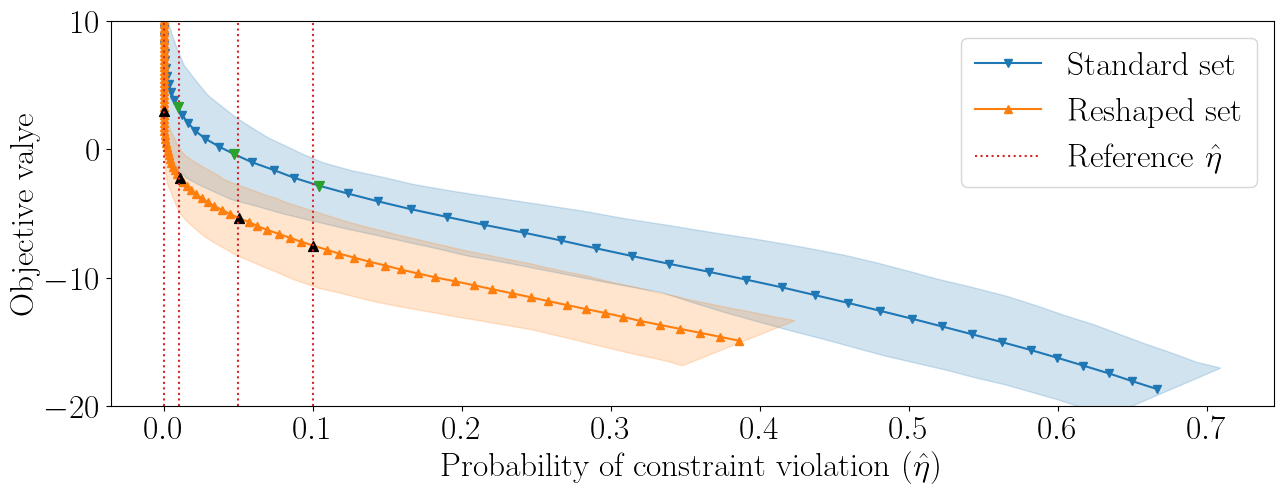 10
0
−10
−20
Objective valye
Standard set
Reshaped set
Reference η̂
0.0 0.1 0.2 0.3 0.4 0.5 0.6 0.7
Probability of constraint violation (η̂)